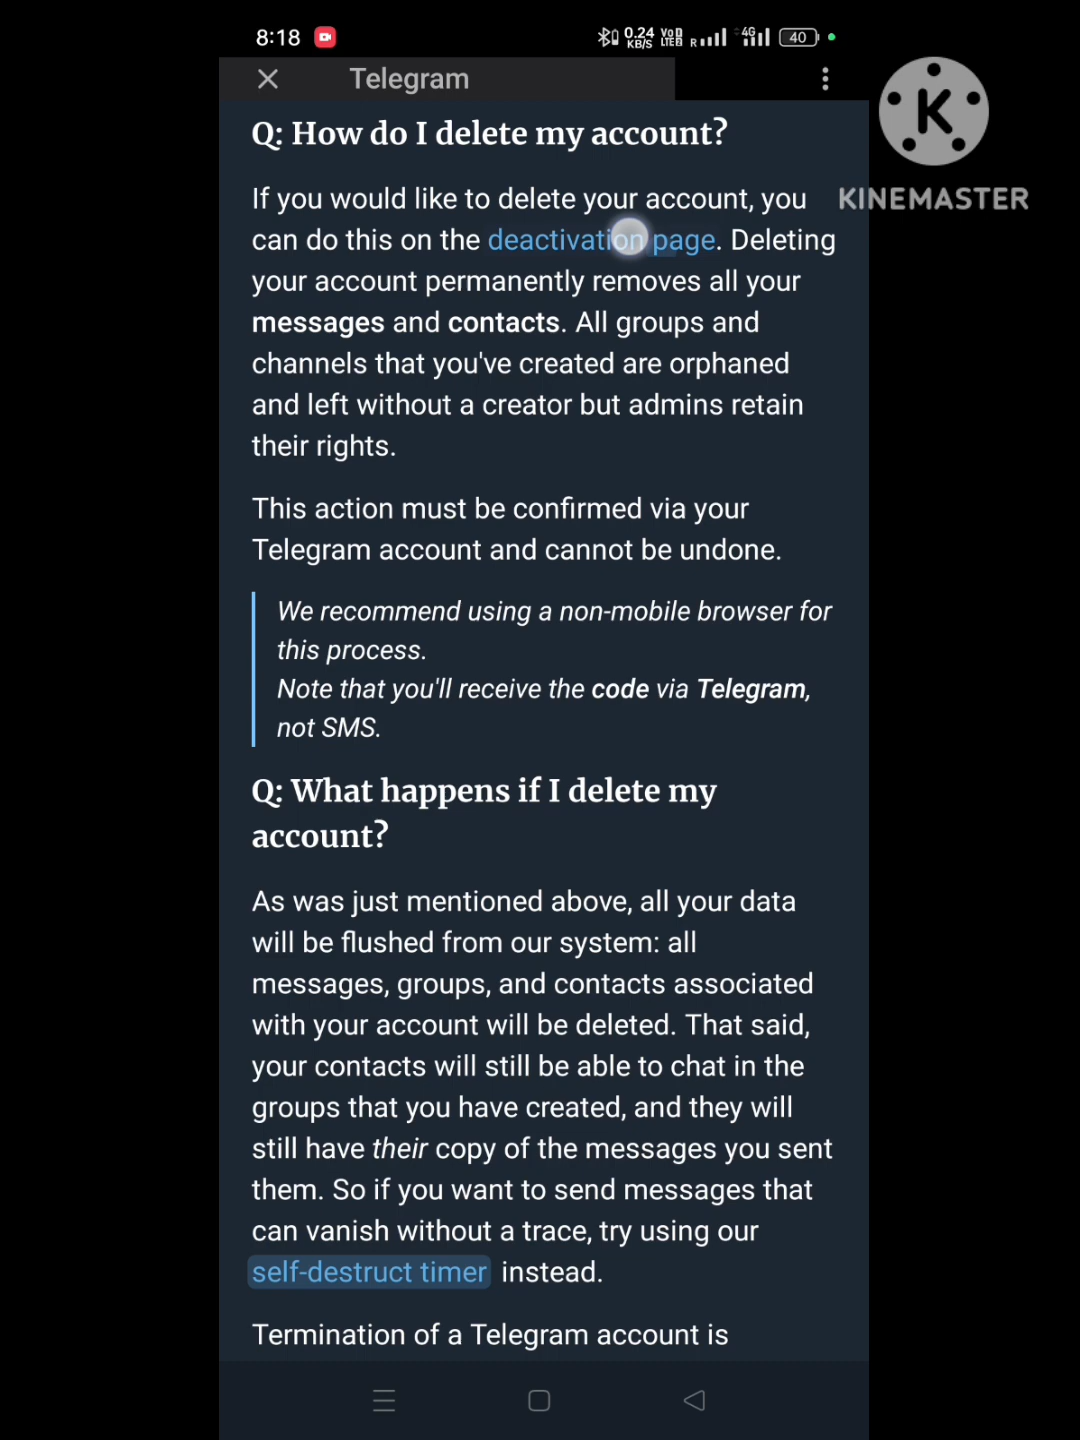 8:18
0.24 KB/S
VoD LTE
R
4G
40
Telegram
K
KINEMASTER
Q: How do I delete my account?
If you would like to delete your account, you
can do this on the deactivation page. Deleting
your account permanently removes all your
messages and contacts. All groups and
channels that you've created are orphaned
and left without a creator but admins retain
their rights.
This action must be confirmed via your
Telegram account and cannot be undone.
We recommend using a non-mobile browser for
this process.
Note that you'll receive the code via Telegram,
not SMS.
Q: What happens if I delete my
account?
As was just mentioned above, all your data
will be flushed from our system: all
messages, groups, and contacts associated
with your account will be deleted. That said,
your contacts will still be able to chat in the
groups that you have created, and they will
still have their copy of the messages you sent
them. So if you want to send messages that
can vanish without a trace, try using our
self-destruct timer instead.
Termination of a Telegram account is